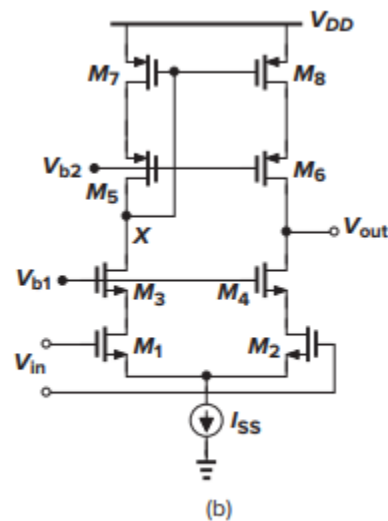 V_DD
M_7 M_8
V_b2 M_6
M_5
X V_out
V_b1 M_3 M_4
V_in M_1 M_2
I_SS
(b)